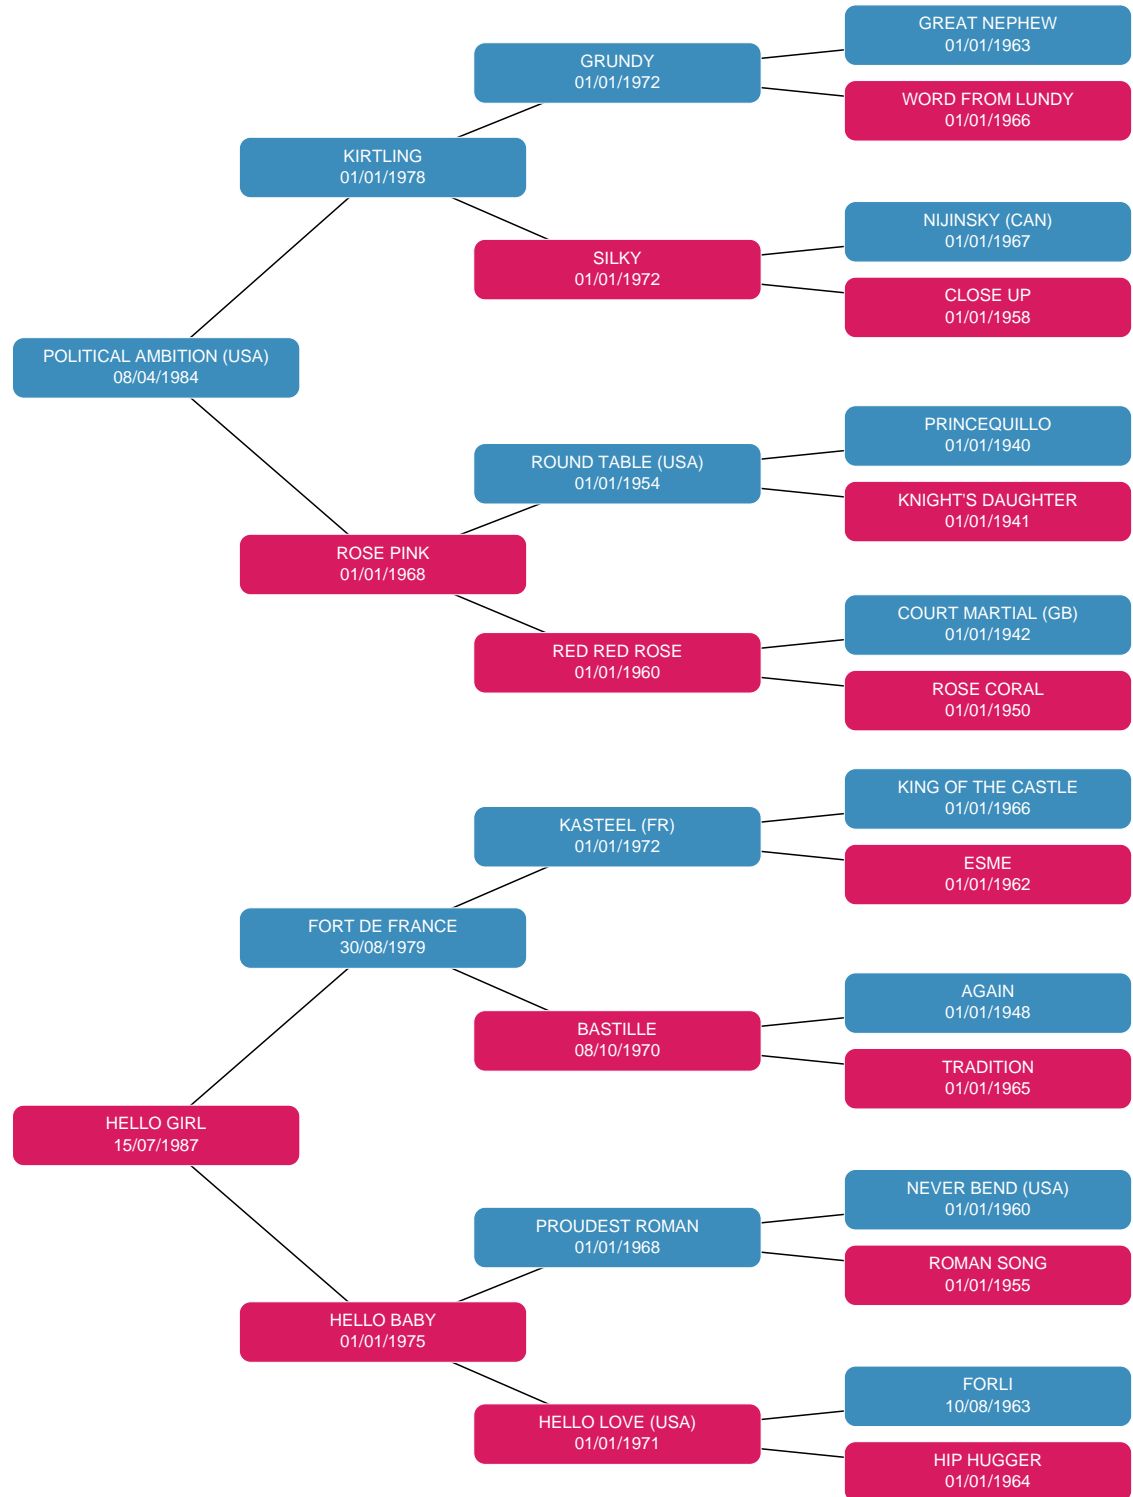 GREAT NEPHEW
01/01/1963
GRUNDY
01/01/1972
WORD FROM LUNDY
01/01/1966
KIRTLING
01/01/1978
NIJINSKY (CAN)
01/01/1967
SILKY
01/01/1972
CLOSE UP
01/01/1958
POLITICAL AMBITION (USA)
08/04/1984
PRINCEQUILLO
01/01/1940
ROUND TABLE (USA)
01/01/1954
KNIGHT'S DAUGHTER
01/01/1941
ROSE PINK
01/01/1968
COURT MARTIAL (GB)
01/01/1942
RED RED ROSE
01/01/1960
ROSE CORAL
01/01/1950
KING OF THE CASTLE
01/01/1966
KASTEEL (FR)
01/01/1972
ESME
01/01/1962
FORT DE FRANCE
30/08/1979
AGAIN
01/01/1948
BASTILLE
08/10/1970
TRADITION
01/01/1965
HELLO GIRL
15/07/1987
NEVER BEND (USA)
01/01/1960
PROUDEST ROMAN
01/01/1968
ROMAN SONG
01/01/1955
HELLO BABY
01/01/1975
FORLI
10/08/1963
HELLO LOVE (USA)
01/01/1971
HIP HUGGER
01/01/1964